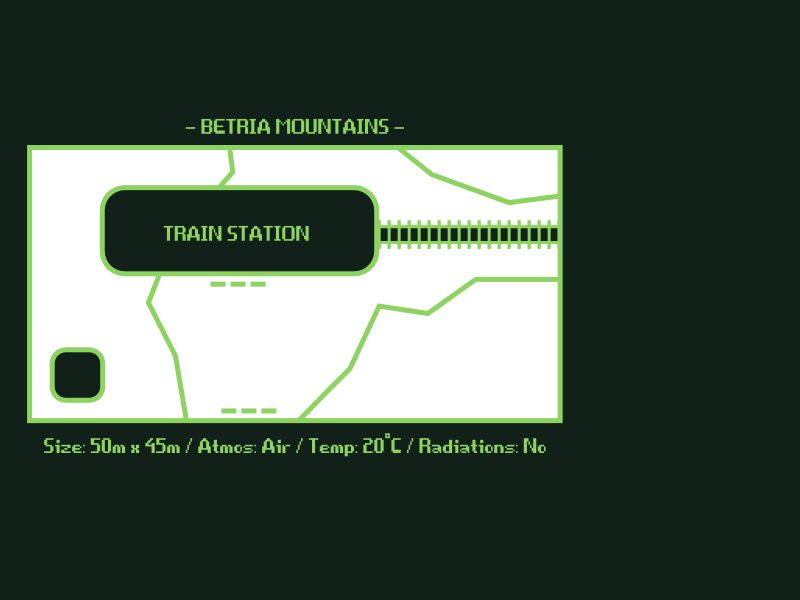 – BETRIA MOUNTAINS –
TRAIN STATION
Size: 50m x 45m / Atmos: Air / Temp: 20°C / Radiations: No